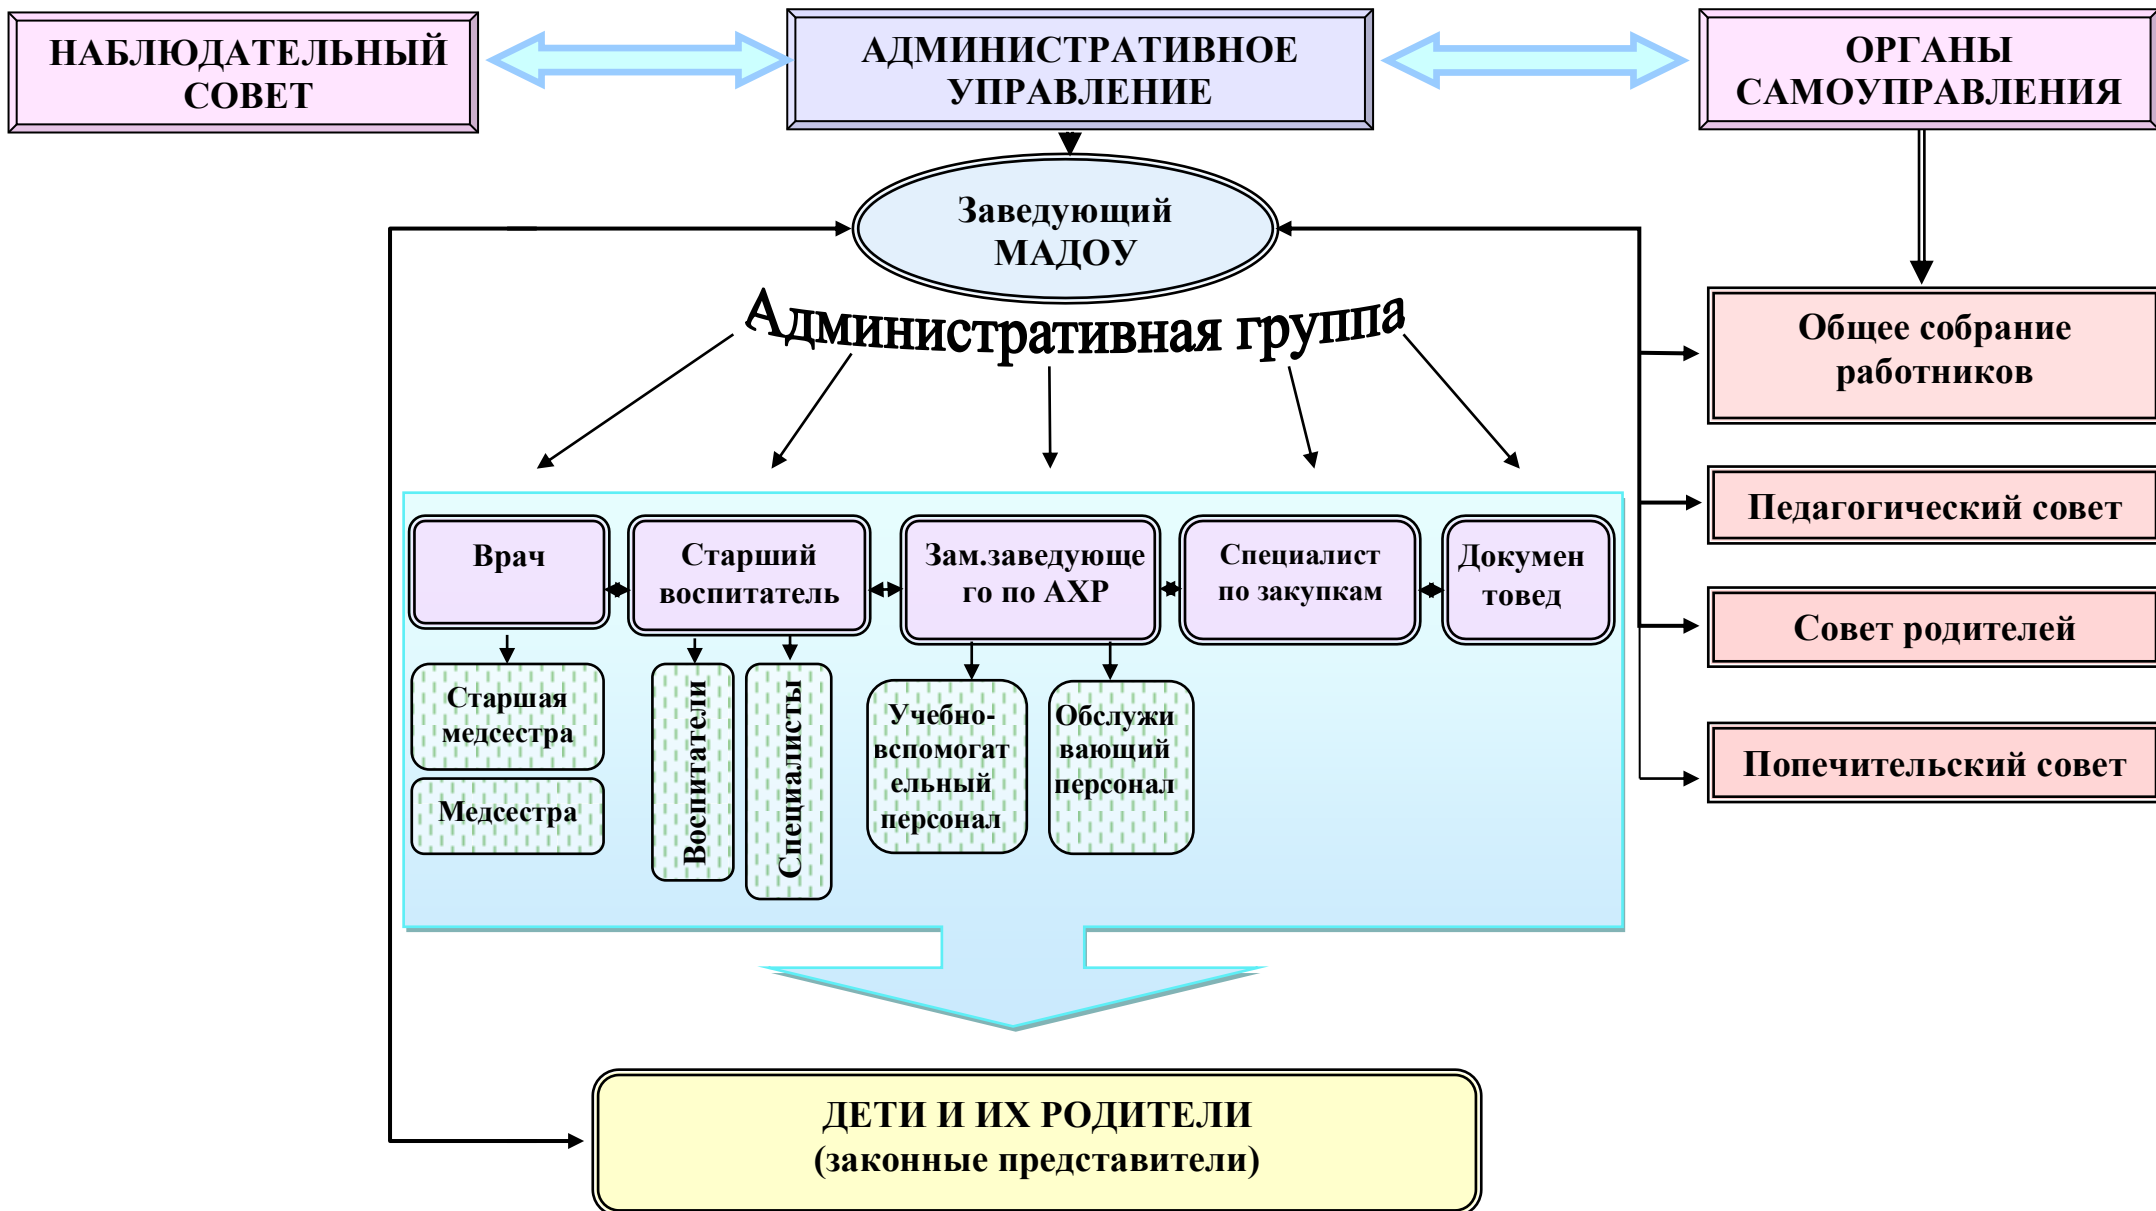 НАБЛЮДАТЕЛЬНЫЙ
СОВЕТ
АДМИНИСТРАТИВНОЕ
УПРАВЛЕНИЕ
ОРГАНЫ
САМОУПРАВЛЕНИЯ
Заведующий
МАДОУ
Административная группа
Общее собрание
работников
Педагогический совет
Совет родителей
Попечительский совет
Врач
Старший
воспитатель
Зам.заведующе
го по АХР
Специалист
по закупкам
Докумен
товед
Старшая
медсестра
Медсестра
Воспитатели
Специалисты
Учебно-
вспомогат
ельный
персонал
Обслужи
вающий
персонал
ДЕТИ И ИХ РОДИТЕЛИ
(законные представители)